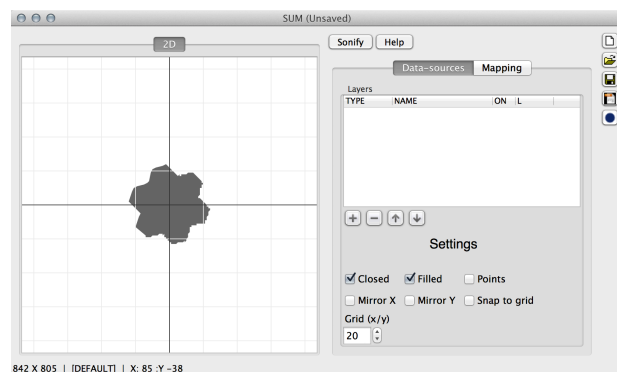 SUM (Unsaved)
2D
Sonify Help
Data-sources Mapping
Layers
TYPE NAME ON L
Settings
Closed Filled Points
Mirror X Mirror Y Snap to grid
Grid (x/y)
20
842 X 805 | [DEFAULT] | X: 85 :Y -38